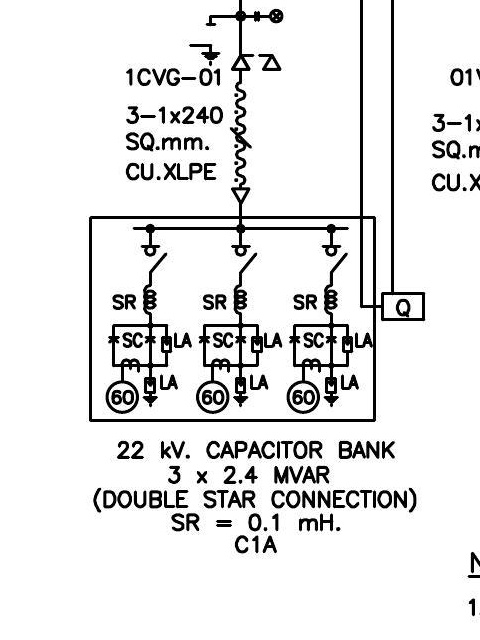 1CVG-01
3-1x240
SQ.mm.
CU.XLPE
01
3-1x
SQ.m
CU.X
Q
SR SR SR
SC LA SC LA SC LA
60 LA 60 LA 60 LA
22 kV. CAPACITOR BANK
3 x 2.4 MVAR
(DOUBLE STAR CONNECTION)
SR = 0.1 mH.
C1A
N
1.